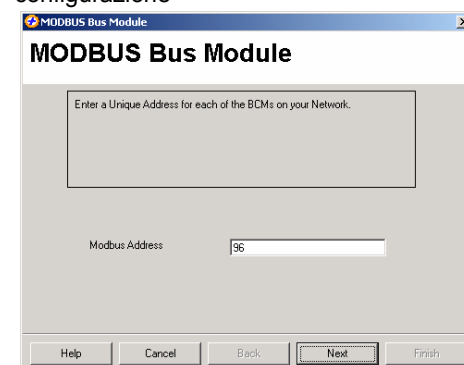 configurazione
MODBUS Bus Module
MODBUS Bus Module
Enter a Unique Address for each of the BCMs on your Network.
Modbus Address 96
Help Cancel Back Next Finish